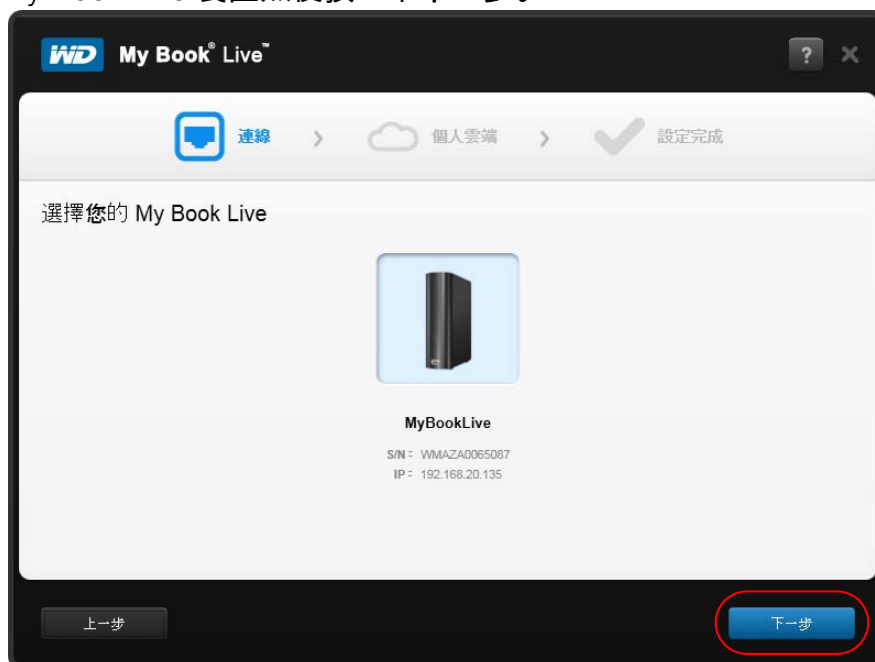 WD My Book® Live™ ?
連線 > 個人雲端 > 設定完成
選擇您的 My Book Live
MyBookLive
S/N： WMAZA0065087
IP： 192.168.20.135
上一步 下一步